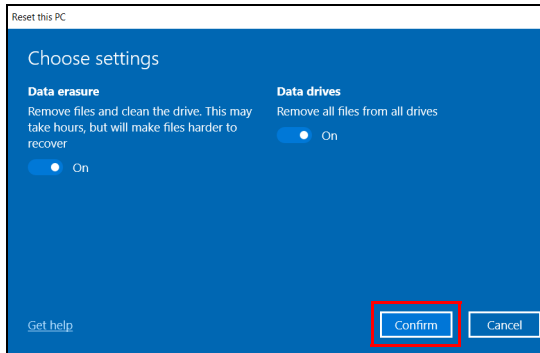 Reset this PC
Choose settings
Data erasure
Remove files and clean the drive. This may
take hours, but will make files harder to
recover
On
Data drives
Remove all files from all drives
On
Get help
Confirm
Cancel